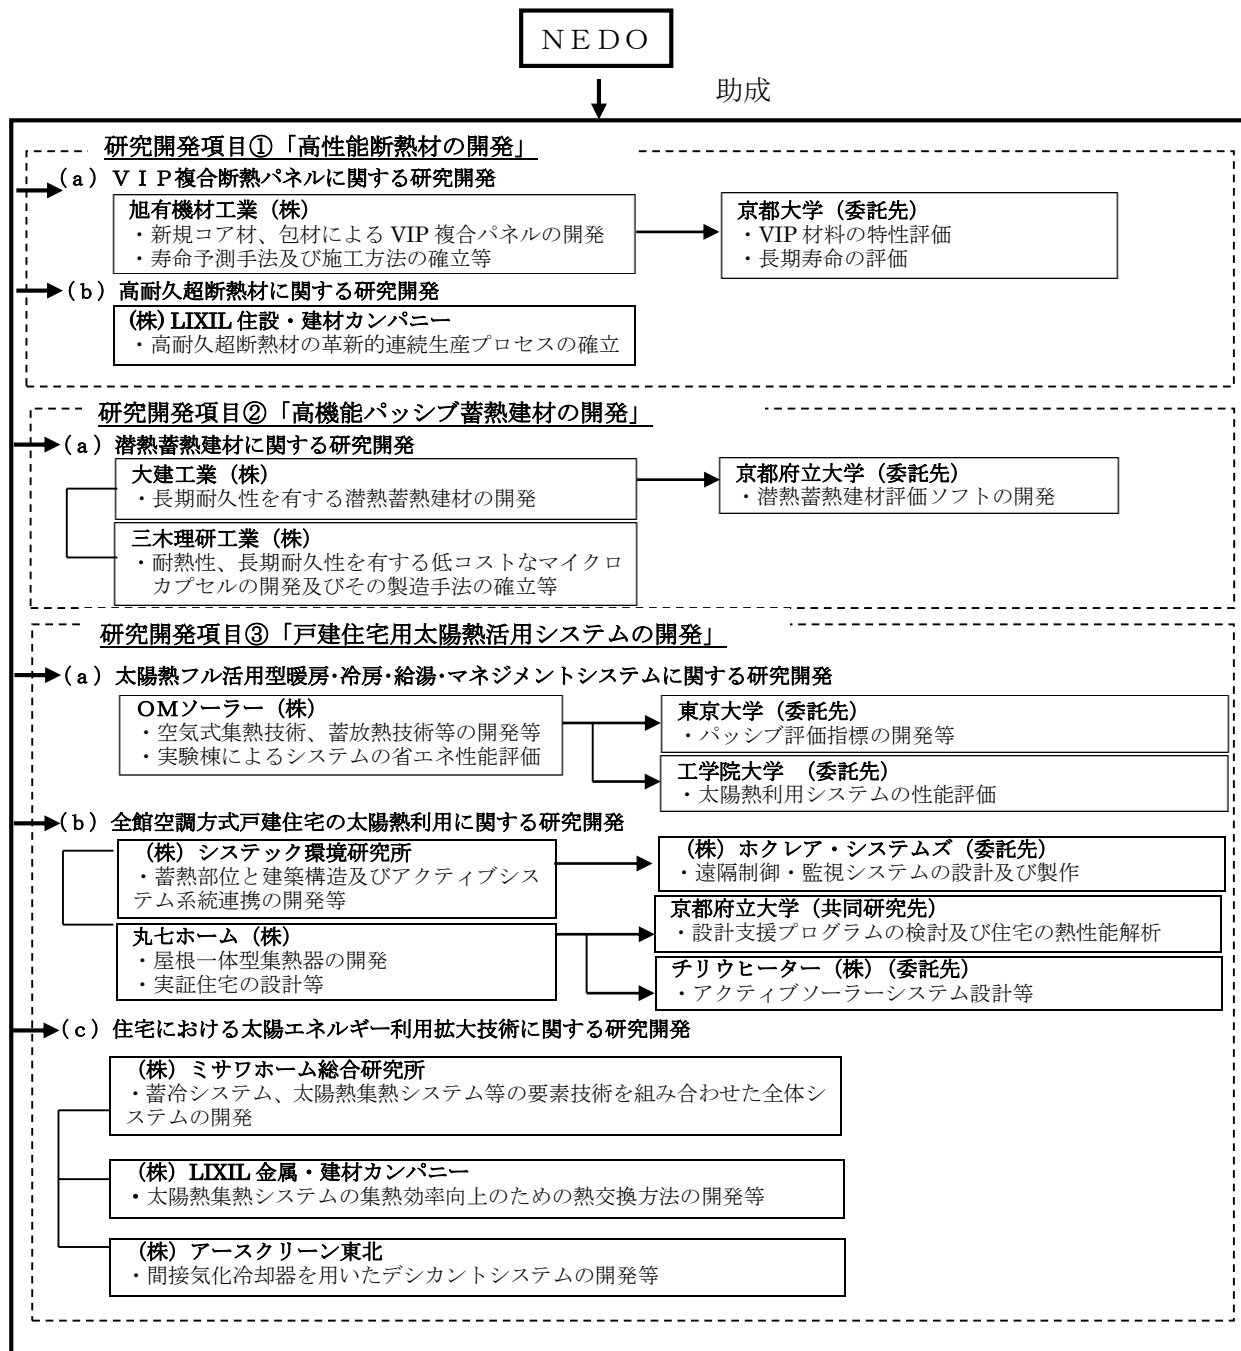 NEDO
助成
研究開発項目①「高性能断熱材の開発」
(a) VIP複合断熱パネルに関する研究開発
旭有機材工業(株)
・新規コア材、包材による VIP 複合パネルの開発
・寿命予測手法及び施工方法の確立等
京都大学(委託先)
・VIP 材料の特性評価
・長期寿命の評価
(b) 高耐久超断熱材に関する研究開発
(株) LIXIL 住設・建材カンパニー
・高耐久超断熱材の革新的連続生産プロセスの確立
研究開発項目②「高機能パッシブ蓄熱建材の開発」
(a) 潜熱蓄熱建材に関する研究開発
大建工業(株)
・長期耐久性を有する潜熱蓄熱建材の開発
京都府立大学(委託先)
・潜熱蓄熱建材評価ソフトの開発
三木理研工業(株)
・耐熱性、長期耐久性を有する低コストなマイクロ
カプセルの開発及びその製造手法の確立等
研究開発項目③「戸建住宅用太陽熱活用システムの開発」
(a) 太陽熱フル活用型暖房・冷房・給湯・マネジメントシステムに関する研究開発
OMソーラー(株)
・空気式集熱技術、蓄放熱技術等の開発等
・実験棟によるシステムの省エネ性能評価
東京大学(委託先)
・パッシブ評価指標の開発等
工学院大学 (委託先)
・太陽熱利用システムの性能評価
(b) 全館空調方式戸建住宅の太陽熱利用に関する研究開発
(株)システック環境研究所
・蓄熱部位と建築構造及びアクティブシス
テム系統連携の開発等
(株)ホクレア・システムズ(委託先)
・遠隔制御・監視システムの設計及び製作
丸七ホーム(株)
・屋根一体型集熱器の開発
・実証住宅の設計等
京都府立大学(共同研究先)
・設計支援プログラムの検討及び住宅の熱性能解析
チリウヒーター(株)(委託先)
・アクティブソーラーシステム設計等
(c) 住宅における太陽エネルギー利用拡大技術に関する研究開発
(株)ミサワホーム総合研究所
・蓄冷システム、太陽熱集熱システム等の要素技術を組み合わせた全体シ
ステムの開発
(株)LIXIL 金属・建材カンパニー
・太陽熱集熱システムの集熱効率向上のための熱交換方法の開発等
(株)アースクリーン東北
・間接気化冷却器を用いたデシカントシステムの開発等